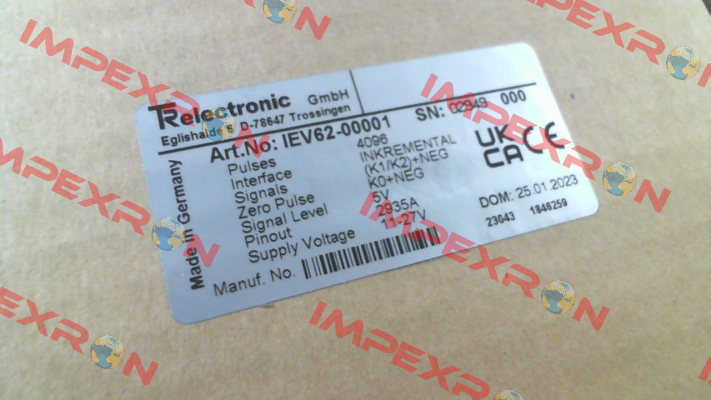 TRelectronic GmbH
Eglishalde 6 D-78647 Trossingen
Art.No: IEV62-00001 SN: 02949 000
Pulses 4096
Interface INKREMENTAL
Signals (K1/K2)+NEG
Zero Pulse K0+NEG
Signal Level 5V
Pinout 2935A
Supply Voltage 11-27V
Manuf. No.
Made in Germany
UK
CA CE
DOM: 25.01.2023
23043 1846259
IMPEXRON
IMPEXRON
IMPEXRON
IMPEXRON
IMPEXRON
IMPEXRON
IMPEXRON